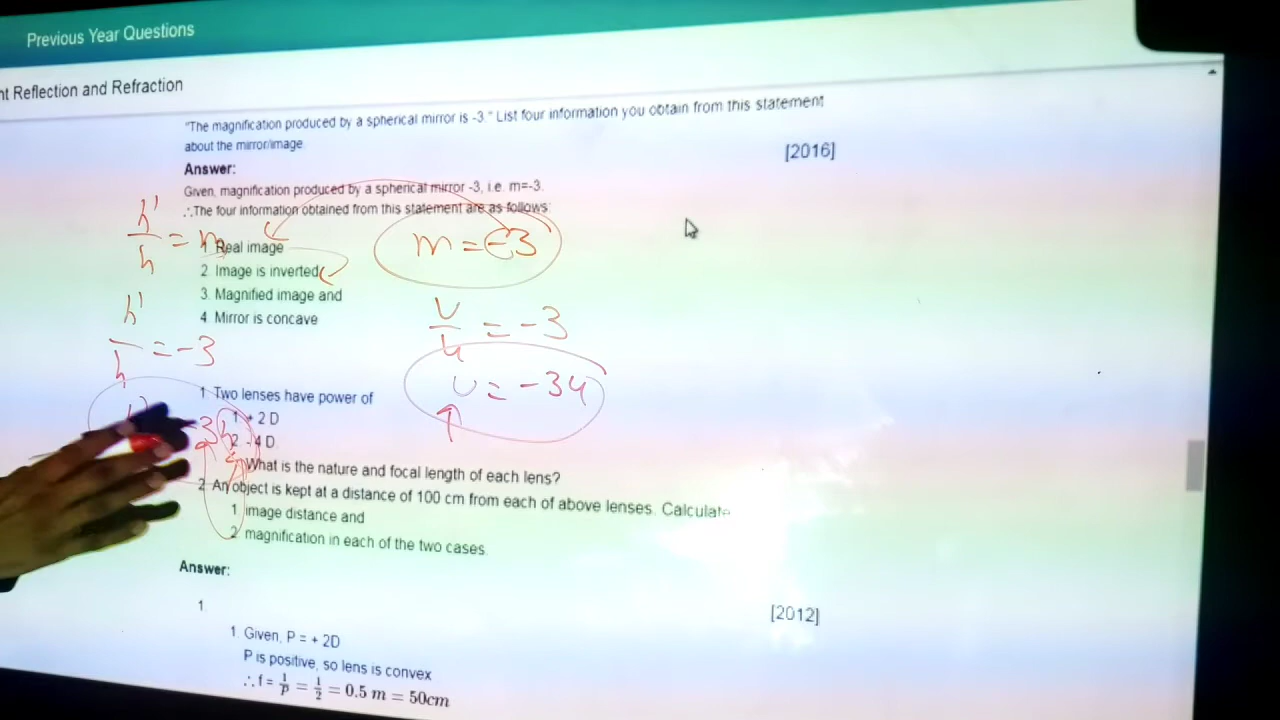 Previous Year Questions
nt Reflection and Refraction
"The magnification produced by a spherical mirror is -3." List four information you obtain from this statement
about the mirror/image.
[2016]
Answer:
Given, magnification produced by a spherical mirror -3, i.e. m=-3.
∴The four information obtained from this statement are as follows:
1. Real image
2. Image is inverted
3. Magnified image and
4. Mirror is concave
h'/h = m
m = -3
h'/h = -3
v/u = -3
v = -3u
-3h
1. Two lenses have power of
1. + 2 D
2. - 4 D
What is the nature and focal length of each lens?
2. An object is kept at a distance of 100 cm from each of above lenses. Calculate
1. image distance and
2. magnification in each of the two cases.
Answer:
[2012]
1.
1. Given, P = + 2D
P is positive, so lens is convex
∴ f = 1/P = 1/2 = 0.5 m = 50cm